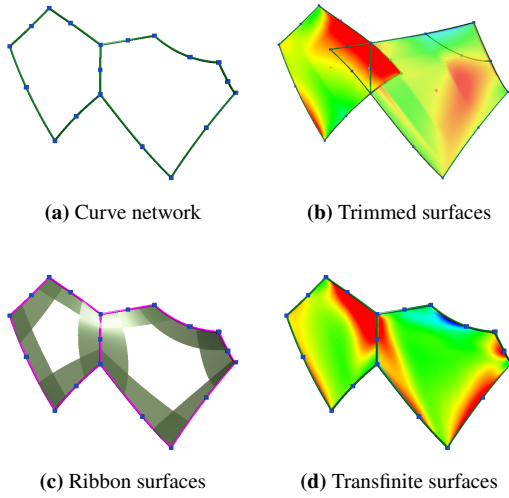 (a) Curve network
(b) Trimmed surfaces
(c) Ribbon surfaces
(d) Transfinite surfaces